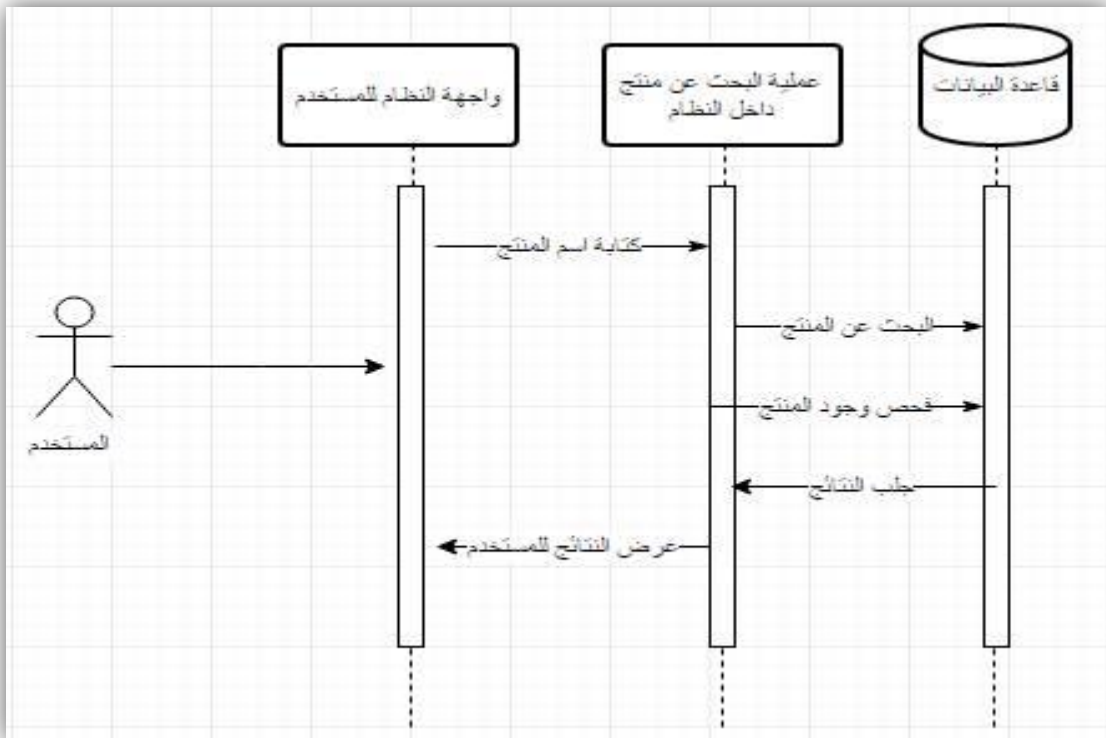 واجهة النظام للمستخدم
عملية البحث عن منتج
داخل النظام
قاعدة البيانات
كتابة اسم المنتج
البحث عن المنتج
فحص وجود المنتج
جلب النتائج
عرض النتائج للمستخدم
المستخدم